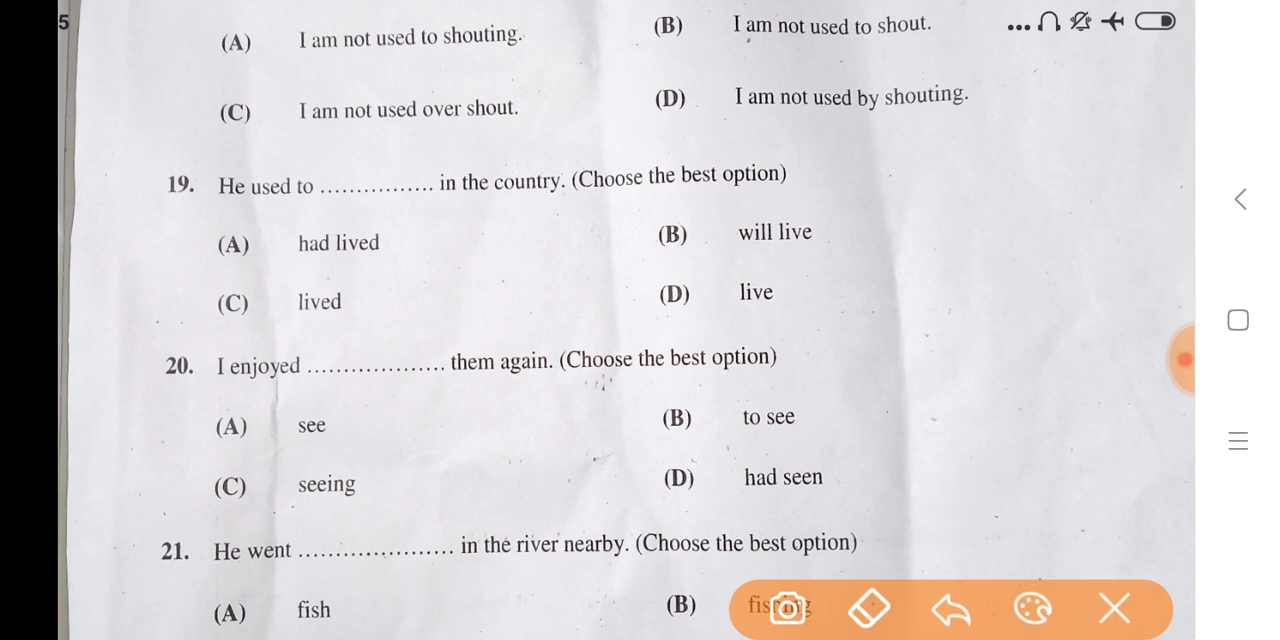 5
(A) I am not used to shouting. (B) I am not used to shout.
(C) I am not used over shout. (D) I am not used by shouting.
19. He used to ................ in the country. (Choose the best option)
(A) had lived (B) will live
(C) lived (D) live
20. I enjoyed ................... them again. (Choose the best option)
(A) see (B) to see
(C) seeing (D) had seen
21. He went ..................... in the river nearby. (Choose the best option)
(A) fish (B)